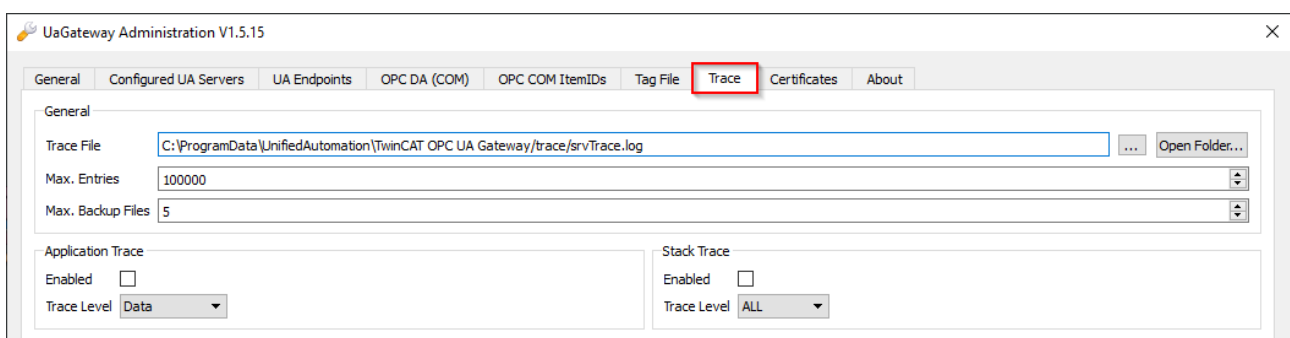 UaGateway Administration V1.5.15
General Configured UA Servers UA Endpoints OPC DA (COM) OPC COM ItemIDs Tag File Trace Certificates About
General
Trace File C:\ProgramData\UnifiedAutomation\TwinCAT OPC UA Gateway/trace/srvTrace.log ... Open Folder...
Max. Entries 100000
Max. Backup Files 5
Application Trace Stack Trace
Enabled Enabled
Trace Level Data Trace Level ALL